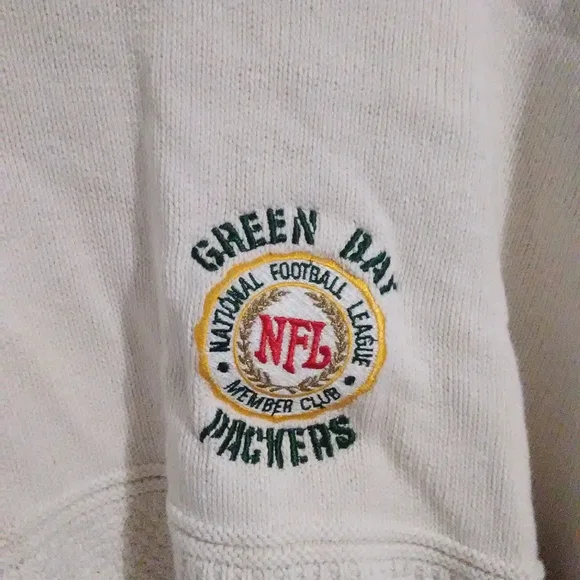 GREEN BAY
NATIONAL FOOTBALL LEAGUE
NFL
• MEMBER CLUB •
PACKERS